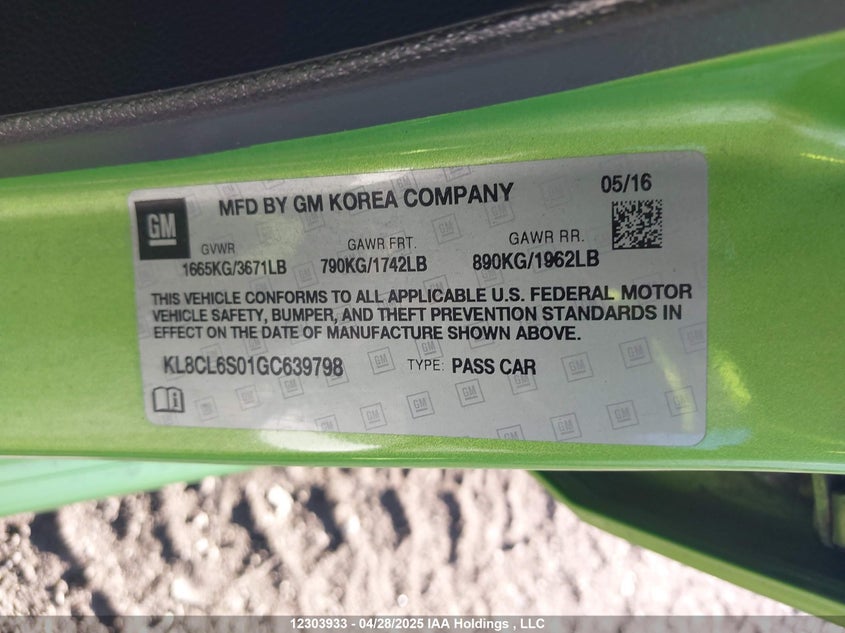 GM
MFD BY GM KOREA COMPANY
05/16
GVWR
GAWR FRT.
GAWR RR.
1665KG/3671LB
790KG/1742LB
890KG/1962LB
THIS VEHICLE CONFORMS TO ALL APPLICABLE U.S. FEDERAL MOTOR
VEHICLE SAFETY, BUMPER, AND THEFT PREVENTION STANDARDS IN
EFFECT ON THE DATE OF MANUFACTURE SHOWN ABOVE.
KL8CL6S01GC639798
TYPE: PASS CAR
12303933 - 04/28/2025 IAA Holdings , LLC